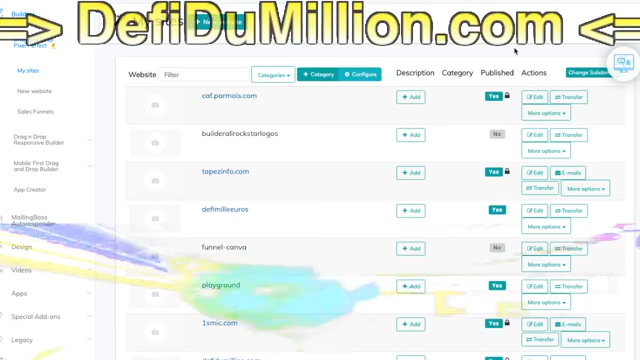 ==> DefiDuMillion.com <==
Builder
Pixel Perfect
My sites
New website
Sales Funnels
Drag n Drop
Responsive Builder
Mobile First Drag
and Drop Builder
App Creator
MailingBoss
Autoresponder
Design
Videos
Apps
Special Add-ons
Legacy
Website Filter Categories + Category Configure Description Category Published Actions Change Subdom
caf.parmois.com + Add Yes Edit Transfer
More options
builderallrockstarlogos + Add No Edit Transfer
More options
tapezinfo.com + Add Yes Edit E-mails
Transfer More options
defimilleeuros + Add Yes Edit Transfer
More options
funnel-canva + Add No Edit Transfer
More options
playground + Add Yes Edit Transfer
More options
1smic.com + Add Yes Edit E-mails
Transfer More options
defidumillion.com